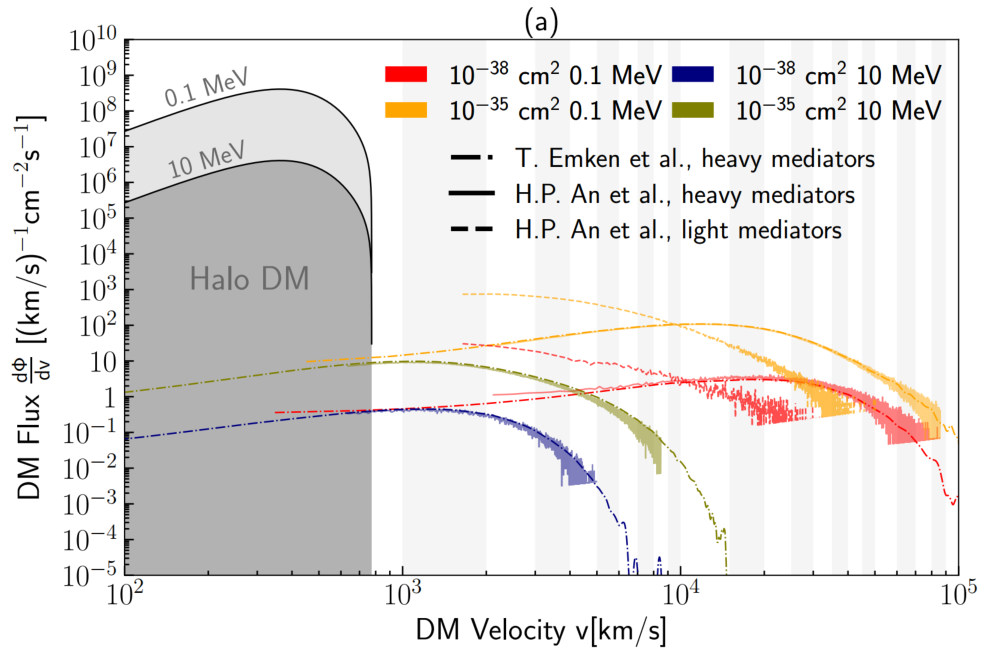 (a)
10^10
10^9
10^8
10^7
10^6
10^5
10^4
10^3
10^2
10
1
10^−1
10^−2
10^−3
10^−4
10^−5
DM Flux dΦ/dv [(km/s)^−1 cm^−2 s^−1]
0.1 MeV
10 MeV
Halo DM
10^−38 cm^2 0.1 MeV
10^−38 cm^2 10 MeV
10^−35 cm^2 0.1 MeV
10^−35 cm^2 10 MeV
T. Emken et al., heavy mediators
H.P. An et al., heavy mediators
H.P. An et al., light mediators
10^2
10^3
10^4
10^5
DM Velocity v[km/s]